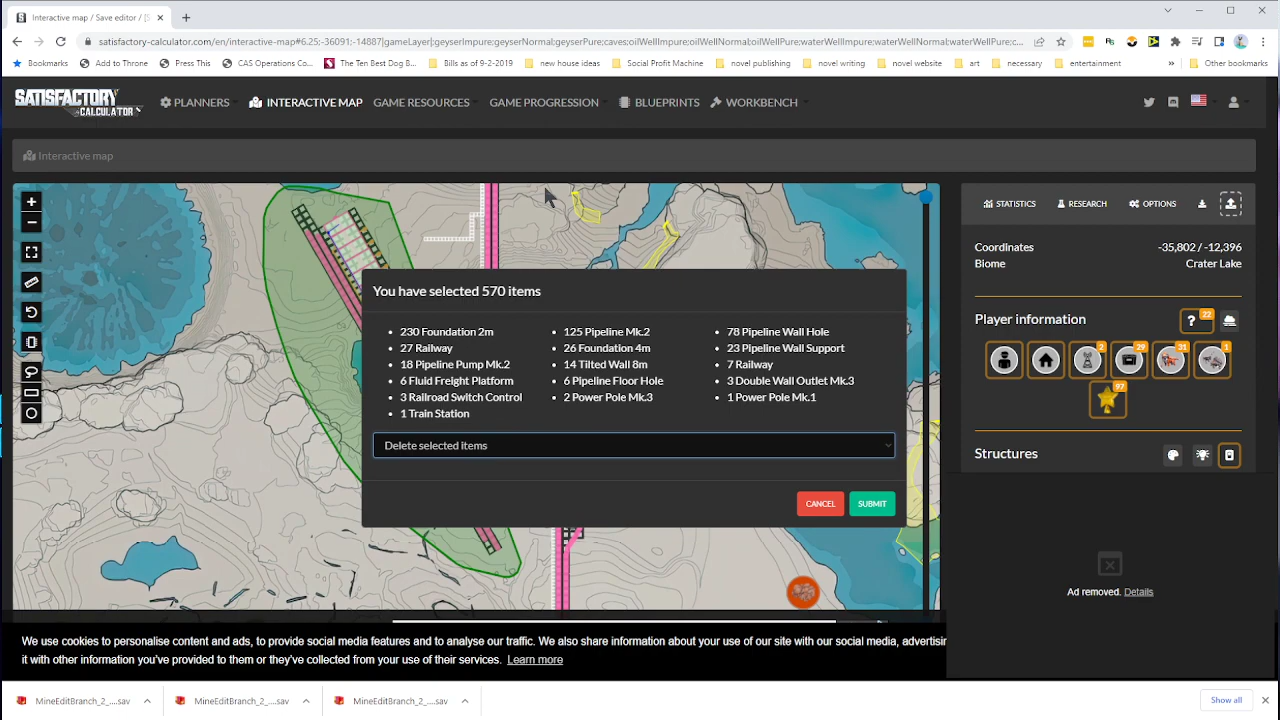 Interactive map / Save editor / [S
satisfactory-calculator.com/en/interactive-map#6.25;-36091;-14887|gameLayer|;geyserImpure;geyserNormal;geyserPure;caves;oilWellImpure;oilWellNormal;oilWellPure;waterWellImpure;waterWellNormal;waterWellPure;c...
Bookmarks
Add to Throne
Press This
CAS Operations Co...
The Ten Best Dog B...
Bills as of 9-2-2019
new house ideas
Social Profit Machine
novel publishing
novel writing
novel website
art
necessary
entertainment
»
Other bookmarks
SATISFACTORY
CALCULATOR
PLANNERS
INTERACTIVE MAP
GAME RESOURCES
GAME PROGRESSION
BLUEPRINTS
WORKBENCH
Interactive map
STATISTICS
RESEARCH
OPTIONS
Coordinates
-35,802 / -12,396
Biome
Crater Lake
Player information
? 22
2
29
31
1
97
Structures
You have selected 570 items
230 Foundation 2m
125 Pipeline Mk.2
78 Pipeline Wall Hole
27 Railway
26 Foundation 4m
23 Pipeline Wall Support
18 Pipeline Pump Mk.2
14 Tilted Wall 8m
7 Railway
6 Fluid Freight Platform
6 Pipeline Floor Hole
3 Double Wall Outlet Mk.3
3 Railroad Switch Control
2 Power Pole Mk.3
1 Power Pole Mk.1
1 Train Station
Delete selected items
CANCEL
SUBMIT
Ad removed. Details
We use cookies to personalise content and ads, to provide social media features and to analyse our traffic. We also share information about your use of our site with our social media, advertisin
it with other information you've provided to them or they've collected from your use of their services. Learn more
MineEditBranch_2_....sav
MineEditBranch_2_....sav
MineEditBranch_2_....sav
Show all